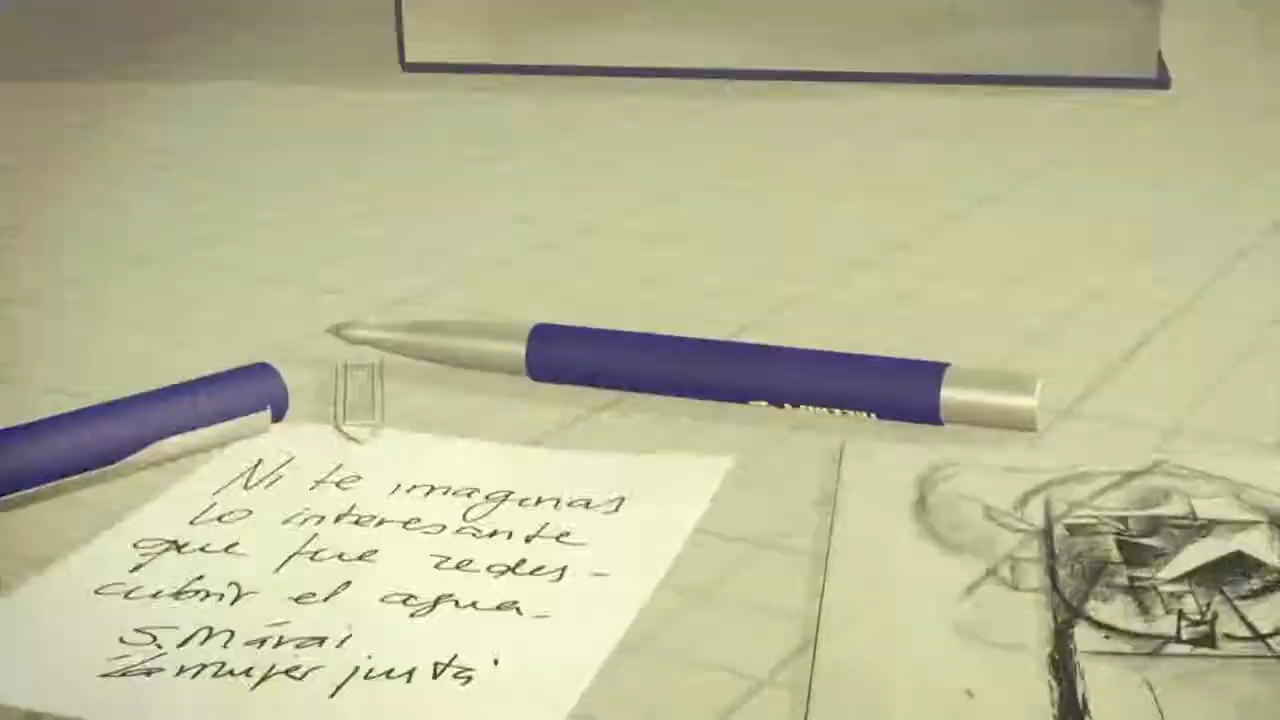 Ni te imaginas
lo interesante
que fue redes-
cubrir el agua.
S. Márai
La mujer justa